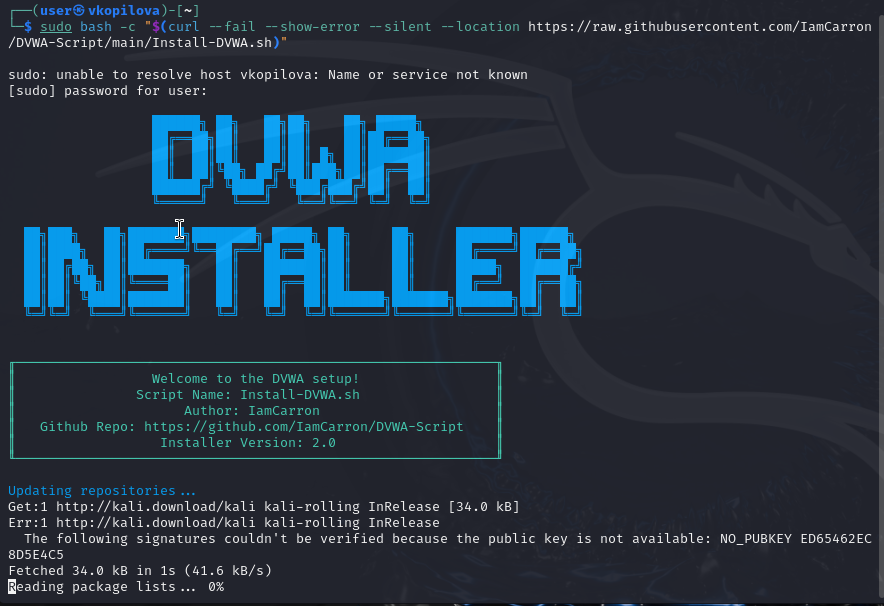 ┌──(user㉿vkopilova)-[~]
└─$ sudo bash -c "$(curl --fail --show-error --silent --location https://raw.githubusercontent.com/IamCarron
/DVWA-Script/main/Install-DVWA.sh)"
sudo: unable to resolve host vkopilova: Name or service not known
[sudo] password for user:
DVWA
INSTALLER
Welcome to the DVWA setup!
Script Name: Install-DVWA.sh
Author: IamCarron
Github Repo: https://github.com/IamCarron/DVWA-Script
Installer Version: 2.0
Updating repositories...
Get:1 http://kali.download/kali kali-rolling InRelease [34.0 kB]
Err:1 http://kali.download/kali kali-rolling InRelease
The following signatures couldn't be verified because the public key is not available: NO_PUBKEY ED65462EC
8D5E4C5
Fetched 34.0 kB in 1s (41.6 kB/s)
Reading package lists... 0%